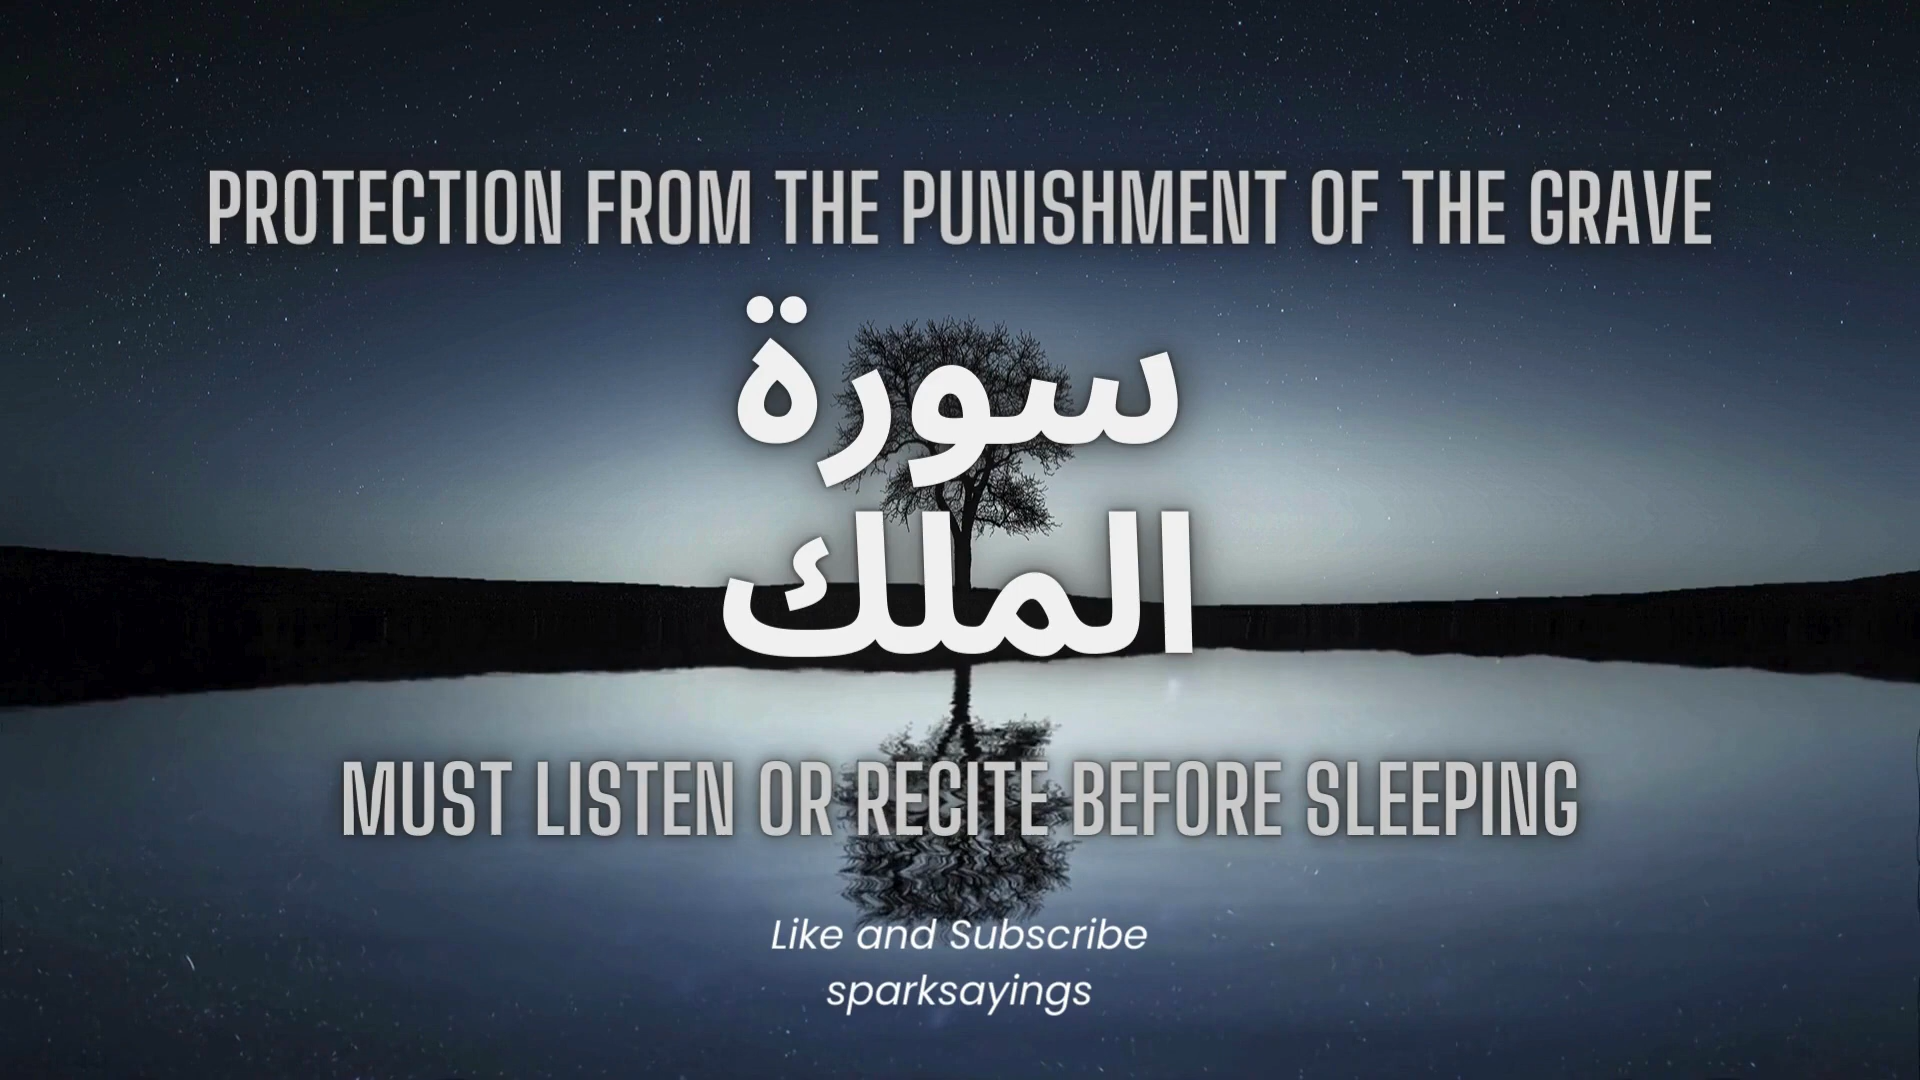 PROTECTION FROM THE PUNISHMENT OF THE GRAVE
سورة
الملك
MUST LISTEN OR RECITE BEFORE SLEEPING
Like and Subscribe
sparksayings